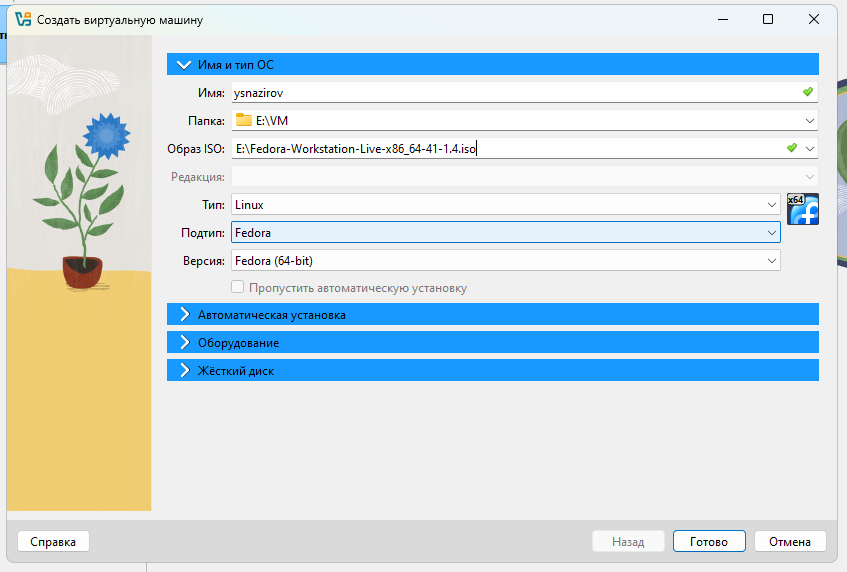 Создать виртуальную машину
Имя и тип ОС
Имя: ysnazirov
Папка: E:\VM
Образ ISO: E:\Fedora-Workstation-Live-x86_64-41-1.4.iso
Редакция:
Тип: Linux
x64
Подтип: Fedora
Версия: Fedora (64-bit)
Пропустить автоматическую установку
Автоматическая установка
Оборудование
Жёсткий диск
Справка Назад Готово Отмена